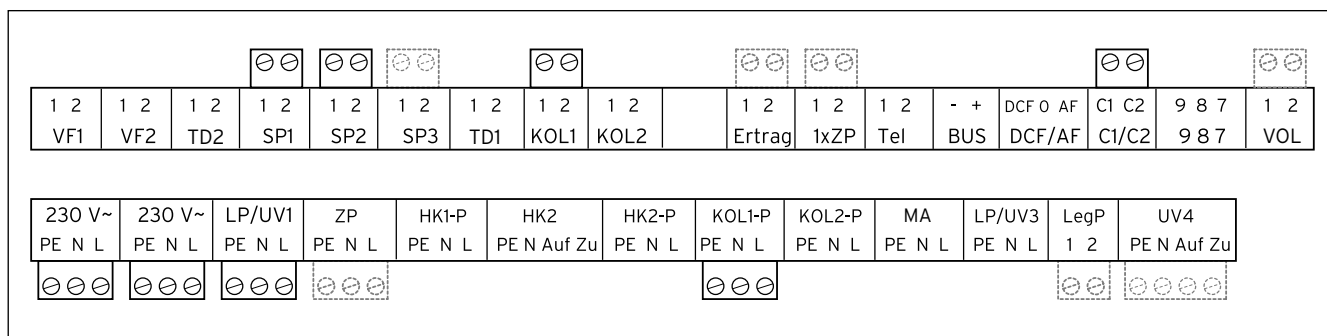 1 2 1 2 1 2 1 2 1 2 1 2 1 2 1 2 1 2 1 2 1 2 1 2 - + DCF O AF C1 C2 9 8 7 1 2
VF1 VF2 TD2 SP1 SP2 SP3 TD1 KOL1 KOL2 Ertrag 1xZP Tel BUS DCF/AF C1/C2 9 8 7 VOL
230 V~ 230 V~ LP/UV1 ZP HK1-P HK2 HK2-P KOL1-P KOL2-P MA LP/UV3 LegP UV4
PE N L PE N L PE N L PE N L PE N L PE N Auf Zu PE N L PE N L PE N L PE N L PE N L 1 2 PE N Auf Zu